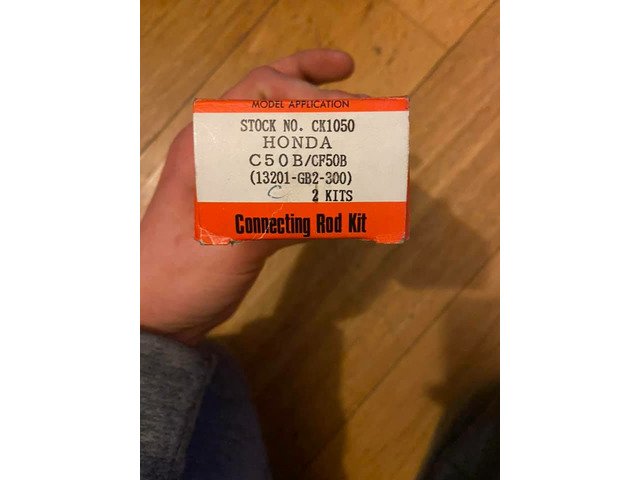 MODEL APPLICATION
STOCK NO. CK1050
HONDA
C50B/CF50B
(13201-GB2-300)
C 2 KITS
Connecting Rod Kit